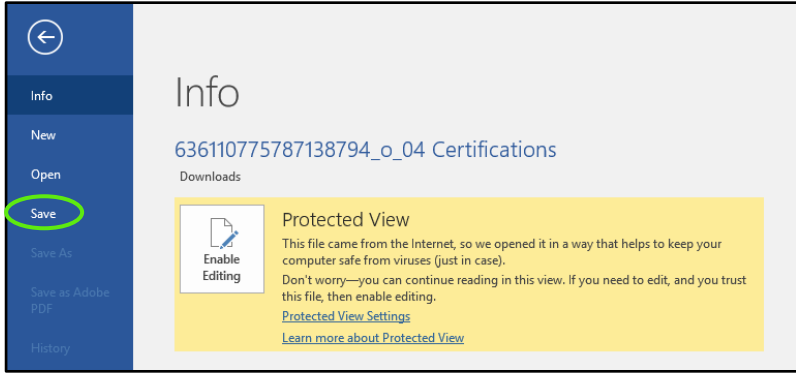 Info
New
Open
Save
Save As
Save as Adobe
PDF
History
Info
636110775787138794_o_04 Certifications
Downloads
Enable
Editing
Protected View
This file came from the Internet, so we opened it in a way that helps to keep your
computer safe from viruses (just in case).
Don't worry—you can continue reading in this view. If you need to edit, and you trust
this file, then enable editing.
Protected View Settings
Learn more about Protected View